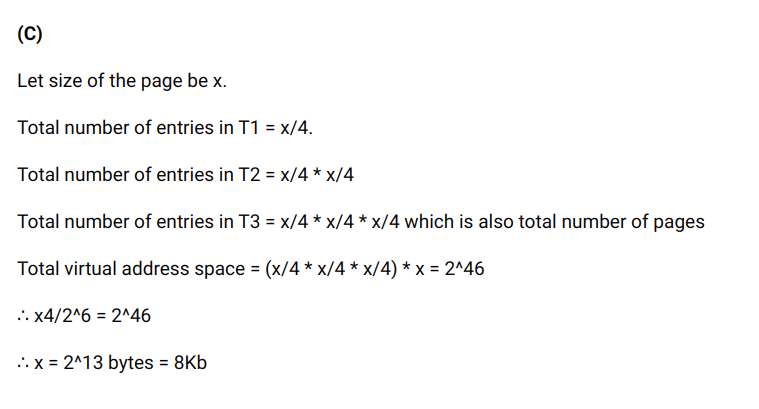 (C)
Let size of the page be x.
Total number of entries in T1 = x/4.
Total number of entries in T2 = x/4 * x/4
Total number of entries in T3 = x/4 * x/4 * x/4 which is also total number of pages
Total virtual address space = (x/4 * x/4 * x/4) * x = 2^46
∴ x4/2^6 = 2^46
∴ x = 2^13 bytes = 8Kb